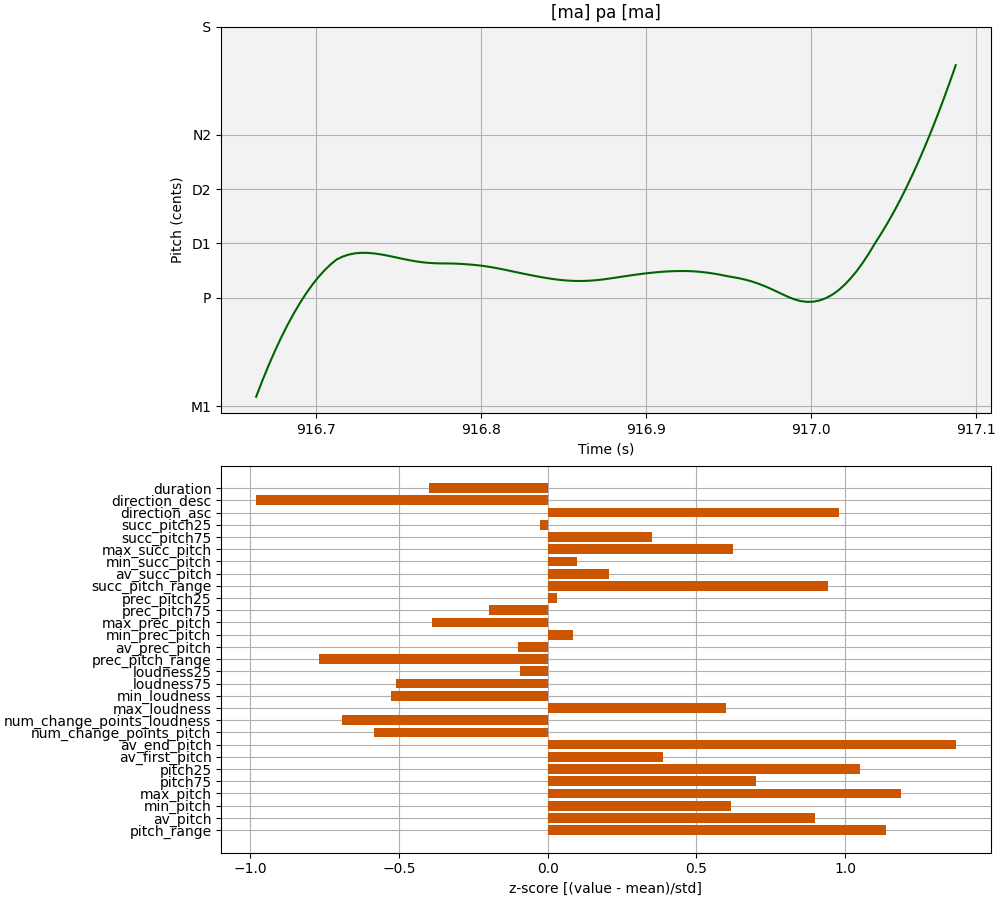 [ma] pa [ma]
S
N2
D2
D1
P
M1
Pitch (cents)
916.7 916.8 916.9 917.0 917.1
Time (s)
duration
direction_desc
direction_asc
succ_pitch25
succ_pitch75
max_succ_pitch
min_succ_pitch
av_succ_pitch
succ_pitch_range
prec_pitch25
prec_pitch75
max_prec_pitch
min_prec_pitch
av_prec_pitch
prec_pitch_range
loudness25
loudness75
min_loudness
max_loudness
num_change_points_loudness
num_change_points_pitch
av_end_pitch
av_first_pitch
pitch25
pitch75
max_pitch
min_pitch
av_pitch
pitch_range
−1.0 −0.5 0.0 0.5 1.0
z-score [(value - mean)/std]